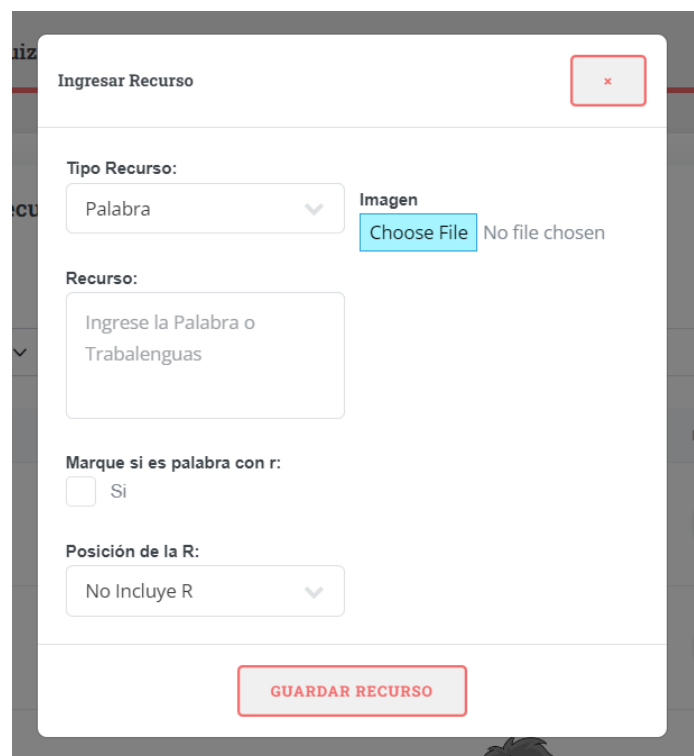 Ingresar Recurso
×
Tipo Recurso:
Palabra
Imagen
Choose File No file chosen
Recurso:
Ingrese la Palabra o
Trabalenguas
Marque si es palabra con r:
Si
Posición de la R:
No Incluye R
GUARDAR RECURSO